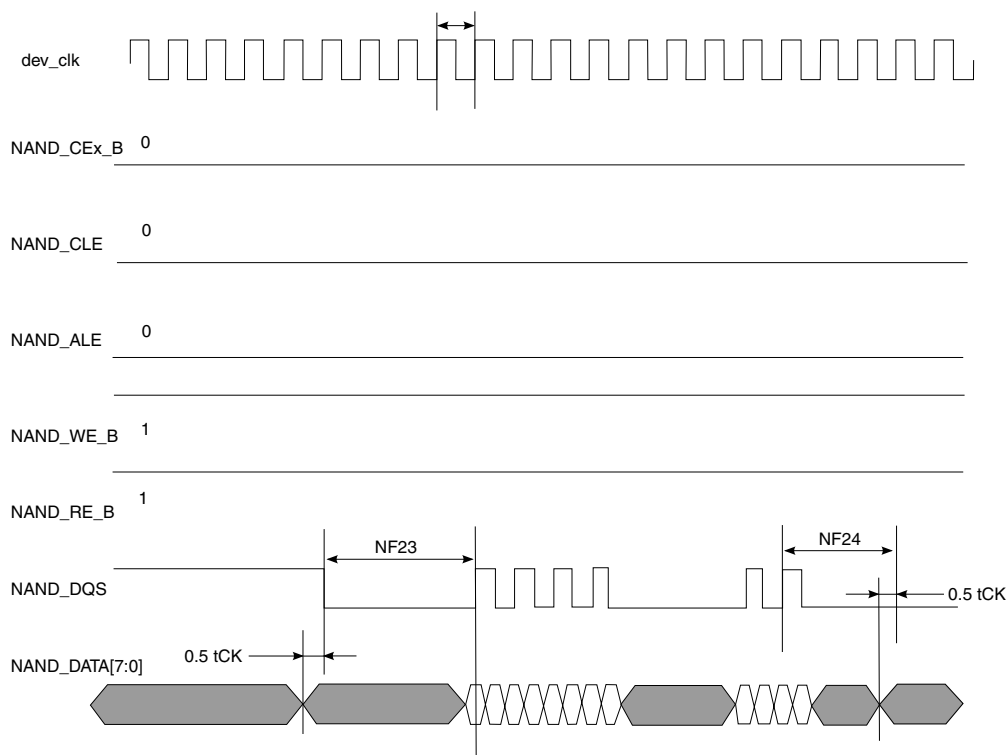 dev_clk
NAND_CEx_B 0
NAND_CLE 0
NAND_ALE 0
NAND_WE_B 1
NAND_RE_B 1
NF23
NF24
NAND_DQS
0.5 tCK
0.5 tCK
NAND_DATA[7:0]